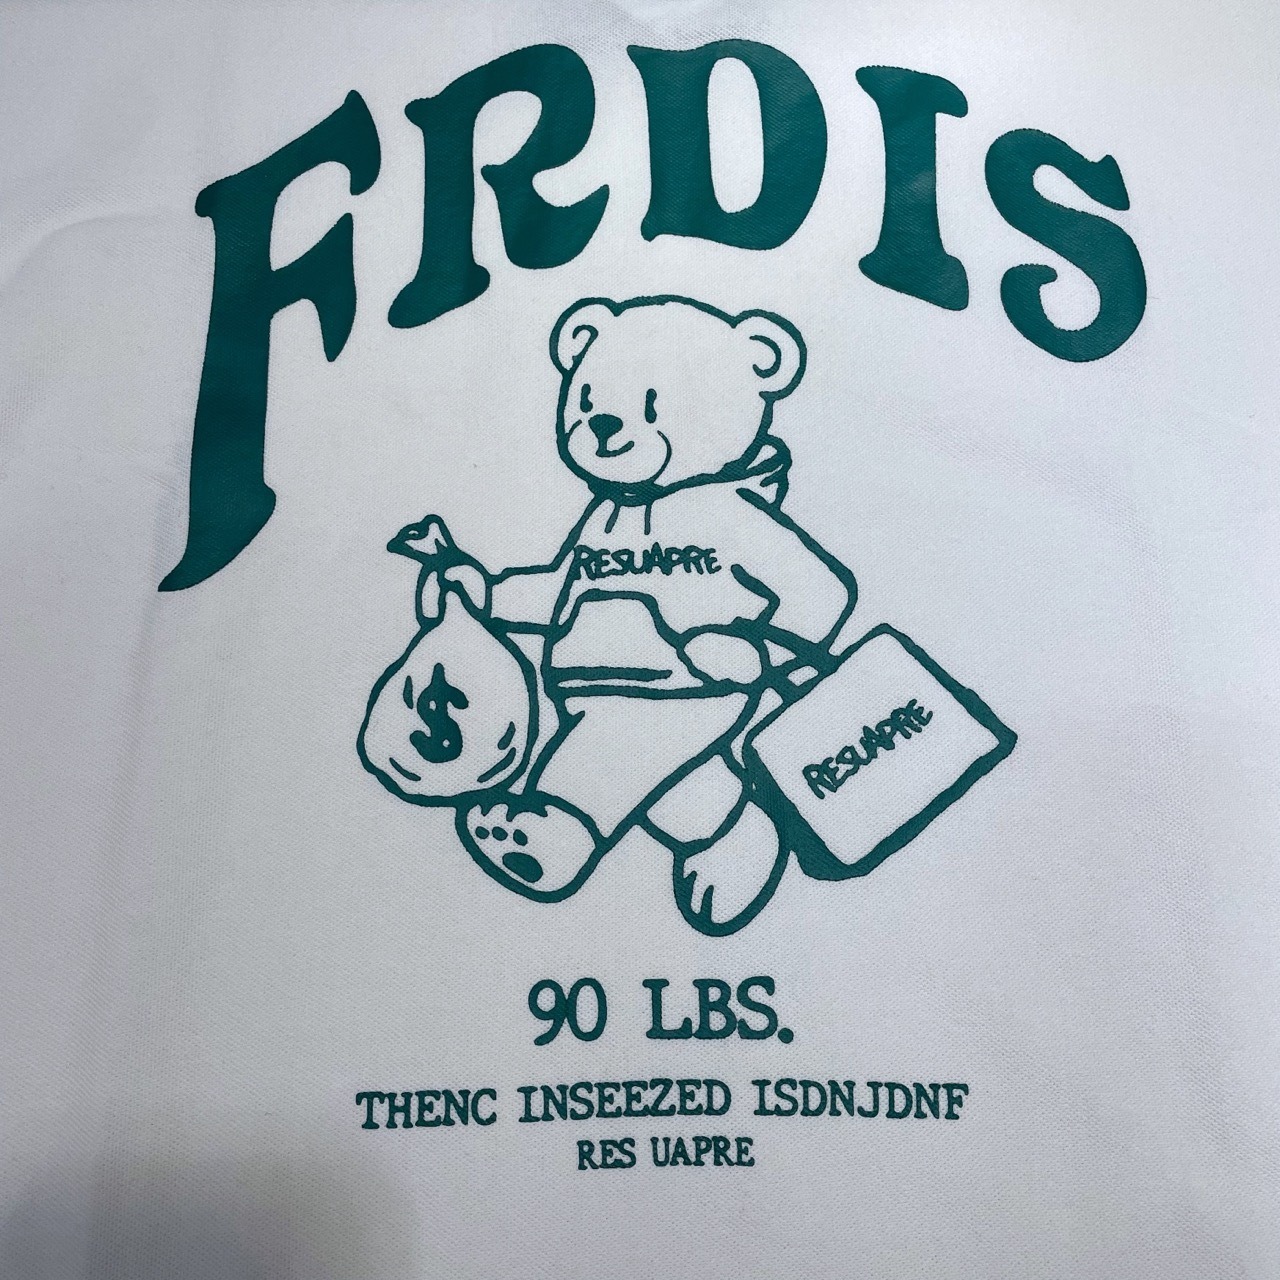 FRDIS
RESUAPRE
$
RESUAPRE
90 LBS.
THENC INSEEZED ISDNJDNF
RES UAPRE